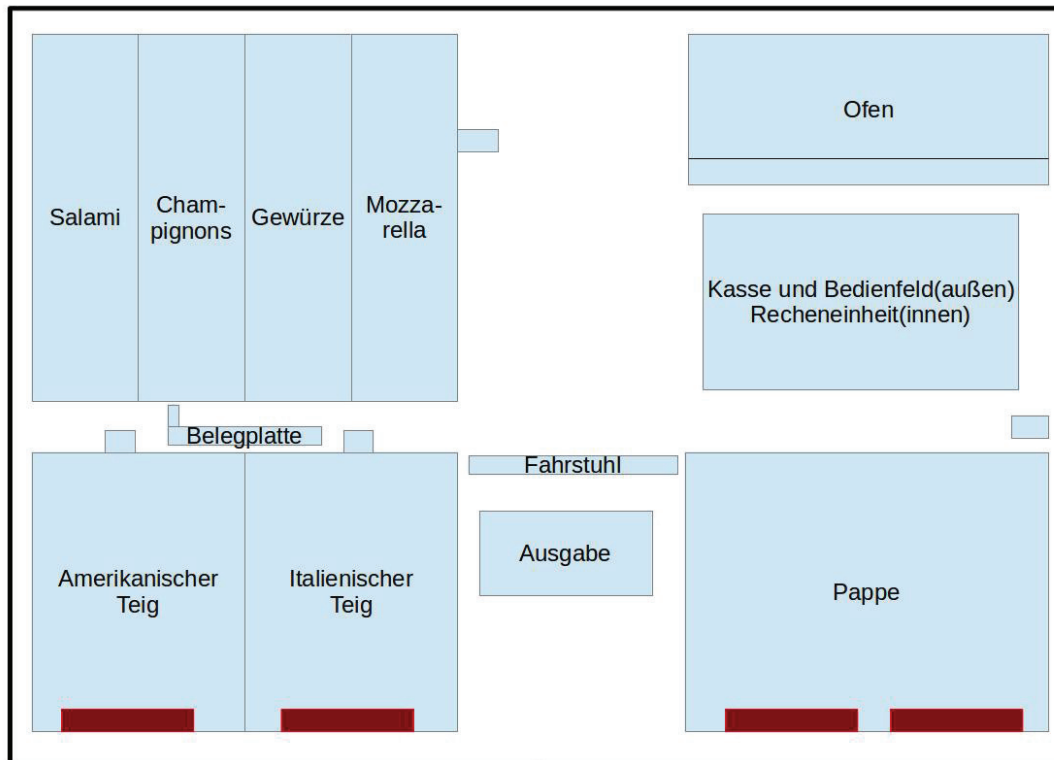 Salami
Cham-
pignons
Gewürze
Mozza-
rella
Ofen
Kasse und Bedienfeld(außen)
Recheneinheit(innen)
Belegplatte
Fahrstuhl
Ausgabe
Amerikanischer
Teig
Italienischer
Teig
Pappe